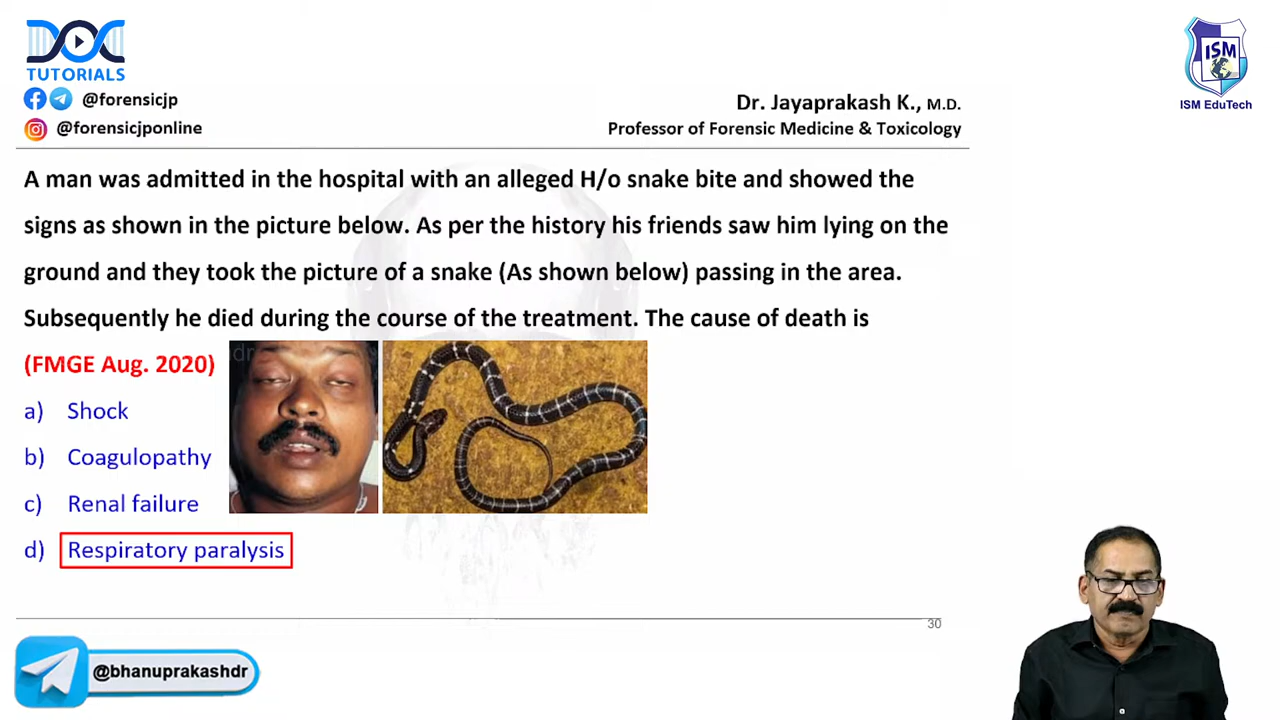 DOC
TUTORIALS
@forensicjp
@forensicjponline
ISM
ISM EduTech
Dr. Jayaprakash K., M.D.
Professor of Forensic Medicine & Toxicology
A man was admitted in the hospital with an alleged H/o snake bite and showed the
signs as shown in the picture below. As per the history his friends saw him lying on the
ground and they took the picture of a snake (As shown below) passing in the area.
Subsequently he died during the course of the treatment. The cause of death is
(FMGE Aug. 2020)
a) Shock
b) Coagulopathy
c) Renal failure
d) Respiratory paralysis
30
@bhanuprakashdr